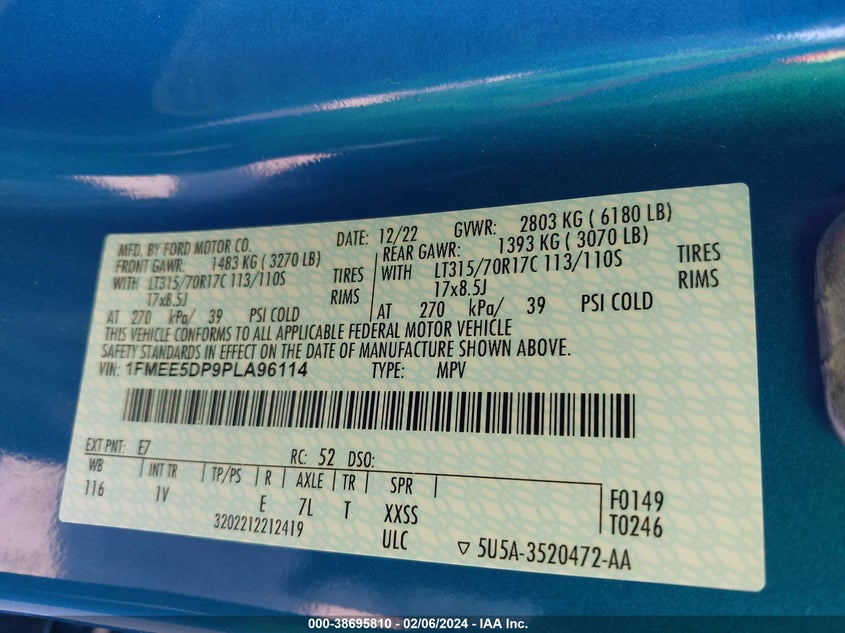 MFD. BY FORD MOTOR CO. DATE: 12/22 GVWR: 2803 KG ( 6180 LB)
FRONT GAWR: 1483 KG ( 3270 LB) REAR GAWR: 1393 KG ( 3070 LB)
WITH LT315/70R17C 113/110S TIRES WITH LT315/70R17C 113/110S TIRES
17x8.5J RIMS 17x8.5J RIMS
AT 270 kPa/ 39 PSI COLD AT 270 kPa/ 39 PSI COLD
THIS VEHICLE CONFORMS TO ALL APPLICABLE FEDERAL MOTOR VEHICLE
SAFETY STANDARDS IN EFFECT ON THE DATE OF MANUFACTURE SHOWN ABOVE.
VIN: 1FMEE5DP9PLA96114 TYPE: MPV
EXT PNT: E7 RC: 52 DSO:
WB INT TR TP/PS R AXLE TR SPR
116 1V E 7L T XXSS F0149
3202212212419 ULC T0246
▽ 5U5A-3520472-AA
000-38695810 / 02/06/2024 - IAA Inc.